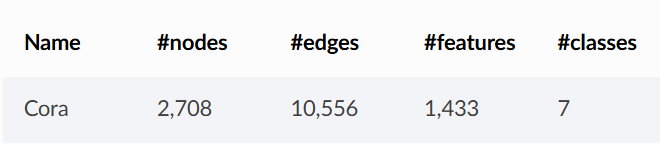 Name #nodes #edges #features #classes
Cora 2,708 10,556 1,433 7